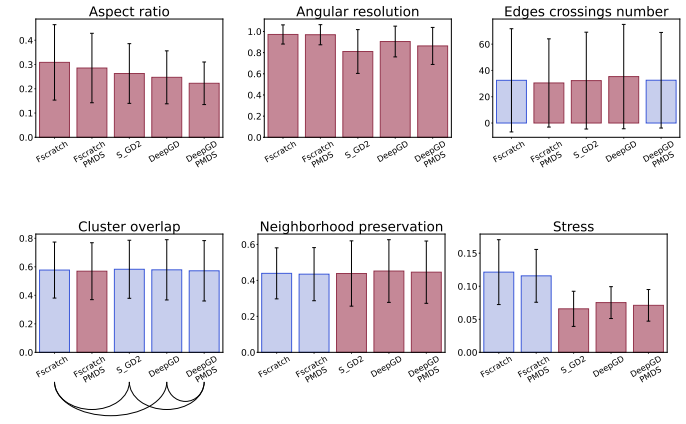 Aspect ratio
0.4
0.3
0.2
0.1
0.0
Fscratch
Fscratch
PMDS
S_GD2
DeepGD
DeepGD
PMDS
Angular resolution
1.0
0.8
0.6
0.4
0.2
0.0
Fscratch
Fscratch
PMDS
S_GD2
DeepGD
DeepGD
PMDS
Edges crossings number
60
40
20
0
Fscratch
Fscratch
PMDS
S_GD2
DeepGD
DeepGD
PMDS
Cluster overlap
0.8
0.6
0.4
0.2
0.0
Fscratch
Fscratch
PMDS
S_GD2
DeepGD
DeepGD
PMDS
Neighborhood preservation
0.6
0.4
0.2
0.0
Fscratch
Fscratch
PMDS
S_GD2
DeepGD
DeepGD
PMDS
Stress
0.15
0.10
0.05
0.00
Fscratch
Fscratch
PMDS
S_GD2
DeepGD
DeepGD
PMDS